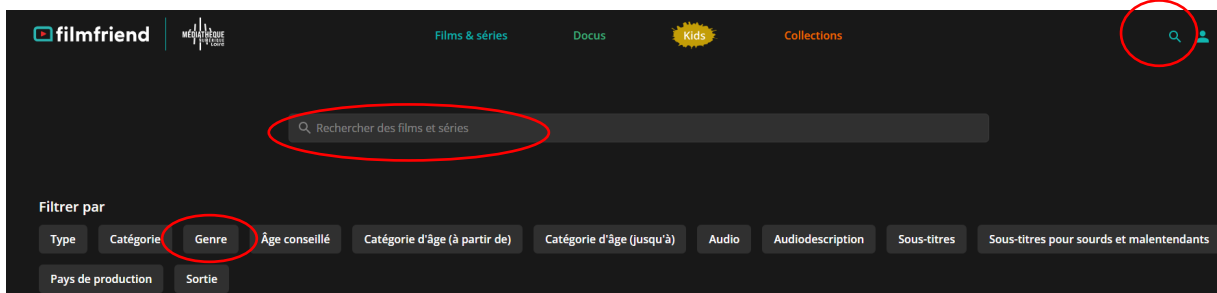 filmfriend MÉDIATHÈQUE NUMÉRIQUE LOIRE Films & séries Docus Kids Collections
Rechercher des films et séries
Filtrer par
Type Catégorie Genre Âge conseillé Catégorie d'âge (à partir de) Catégorie d'âge (jusqu'à) Audio Audiodescription Sous-titres Sous-titres pour sourds et malentendants
Pays de production Sortie